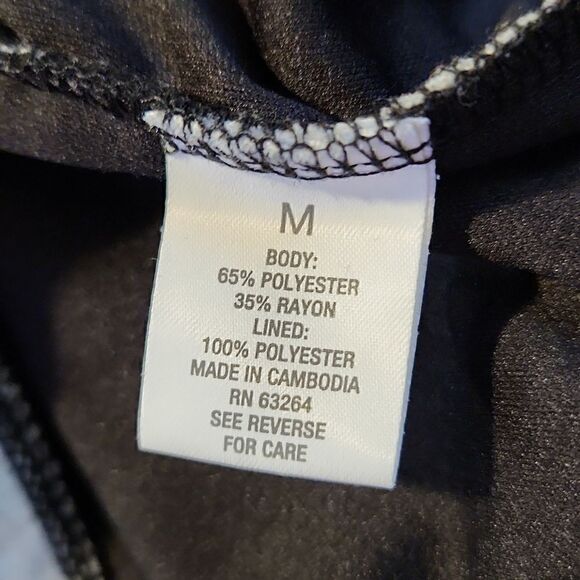 M
BODY:
65% POLYESTER
35% RAYON
LINED:
100% POLYESTER
MADE IN CAMBODIA
RN 63264
SEE REVERSE
FOR CARE